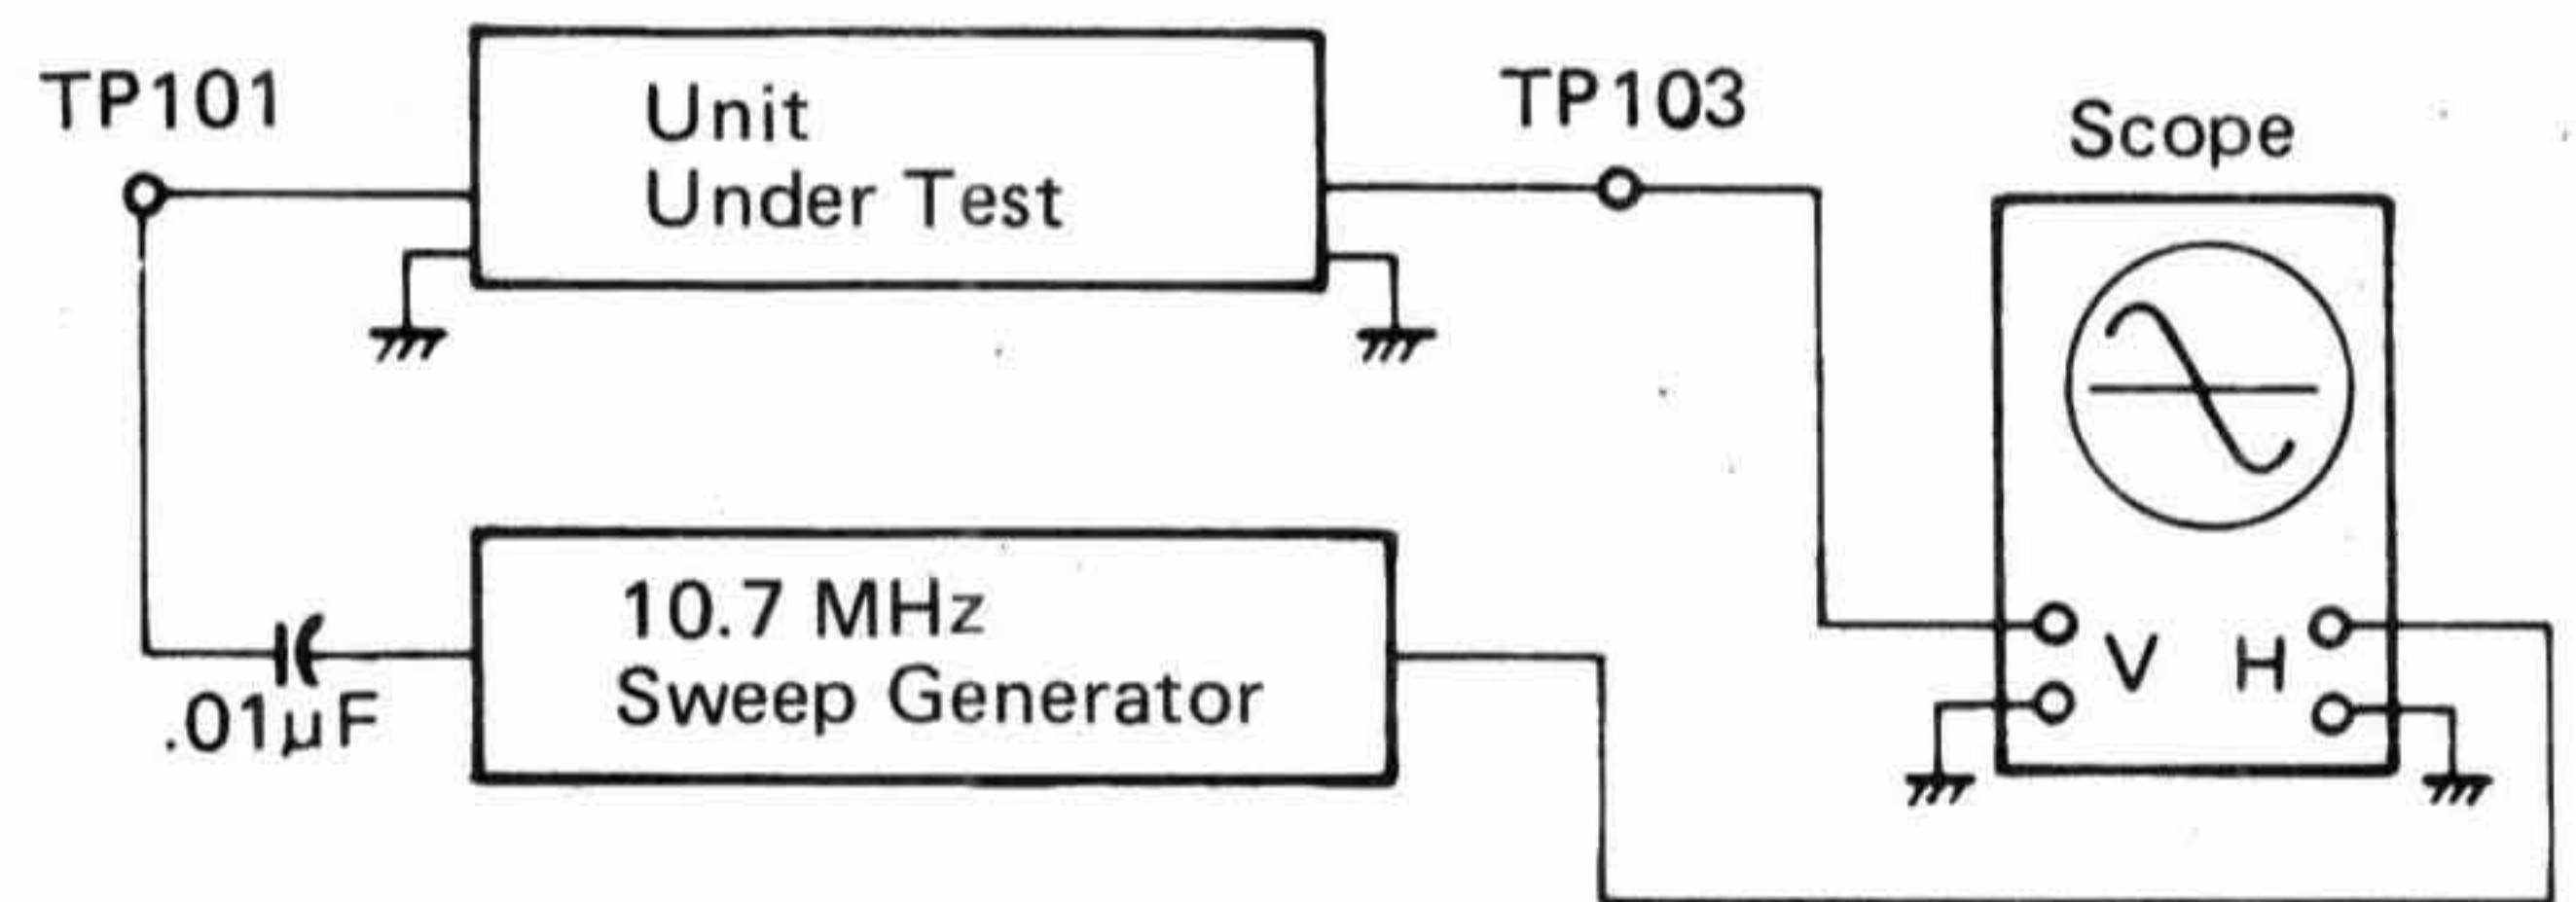 TP101
Unit
Under Test
TP103
Scope
10.7 MHz
Sweep Generator
.01µF
V H